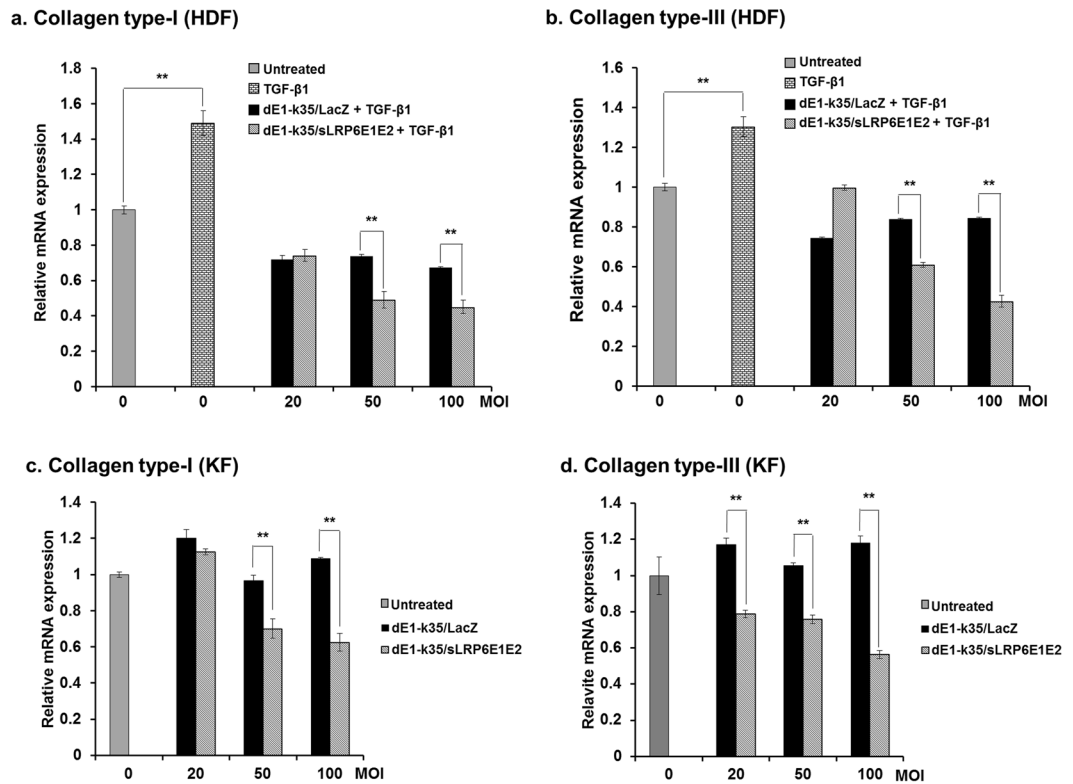 a. Collagen type-I (HDF)
Relative mRNA expression
1.8
1.6
1.4
1.2
1
0.8
0.6
0.4
0.2
0
**
**
**
Untreated
TGF-β1
dE1-k35/LacZ + TGF-β1
dE1-k35/sLRP6E1E2 + TGF-β1
0 0 20 50 100 MOI
b. Collagen type-III (HDF)
Relative mRNA expression
1.6
1.4
1.2
1
0.8
0.6
0.4
0.2
0
**
**
**
Untreated
TGF-β1
dE1-k35/LacZ + TGF-β1
dE1-k35/sLRP6E1E2 + TGF-β1
0 0 20 50 100 MOI
c. Collagen type-I (KF)
Relative mRNA expression
1.4
1.2
1
0.8
0.6
0.4
0.2
0
**
**
Untreated
dE1-k35/LacZ
dE1-k35/sLRP6E1E2
0 20 50 100 MOI
d. Collagen type-III (KF)
Relavite mRNA expression
1.4
1.2
1
0.8
0.6
0.4
0.2
0
**
**
**
Untreated
dE1-k35/LacZ
dE1-k35/sLRP6E1E2
0 20 50 100 MOI